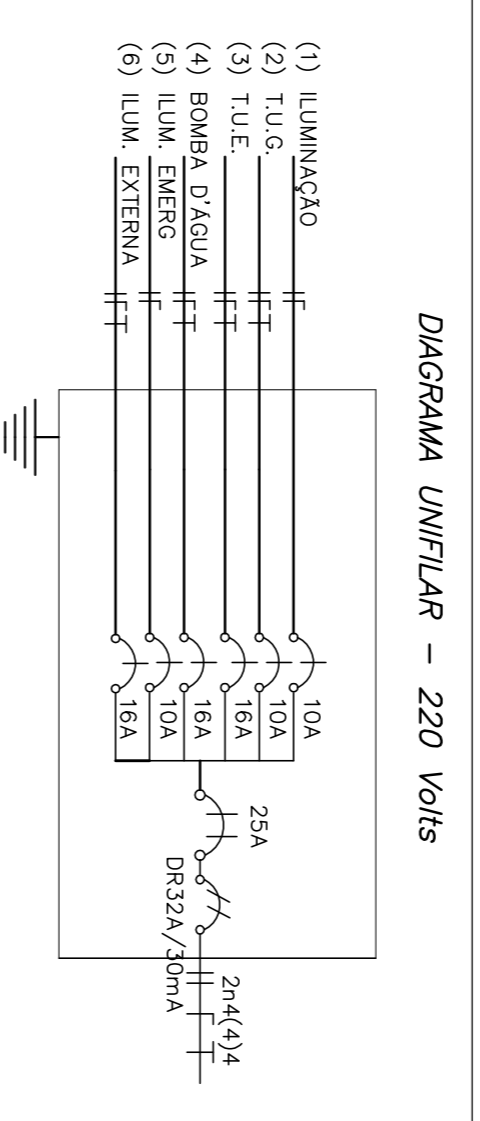 DIAGRAMA UNIFILAR – 220 Volts
(1) ILUMINAÇÃO
(2) T.U.G.
(3) T.U.E.
(4) BOMBA D'ÁGUA
(5) ILUM. EMERG
(6) ILUM. EXTERNA
10A
10A
16A
16A
10A
16A
25A
DR32A/30mA
2n4(4)4